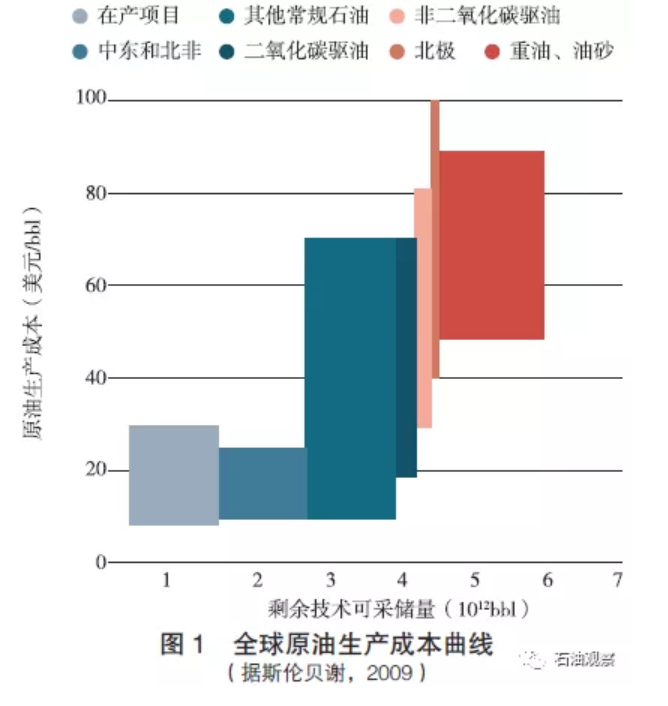 在产项目 其他常规石油 非二氧化碳驱油
中东和北非 二氧化碳驱油 北极 重油、油砂
100
80
60
40
20
0
原油生产成本（美元/bbl）
1 2 3 4 5 6 7
剩余技术可采储量（10¹²bbl）
图 1 全球原油生产成本曲线
（据斯伦贝谢，2009）
石油观察